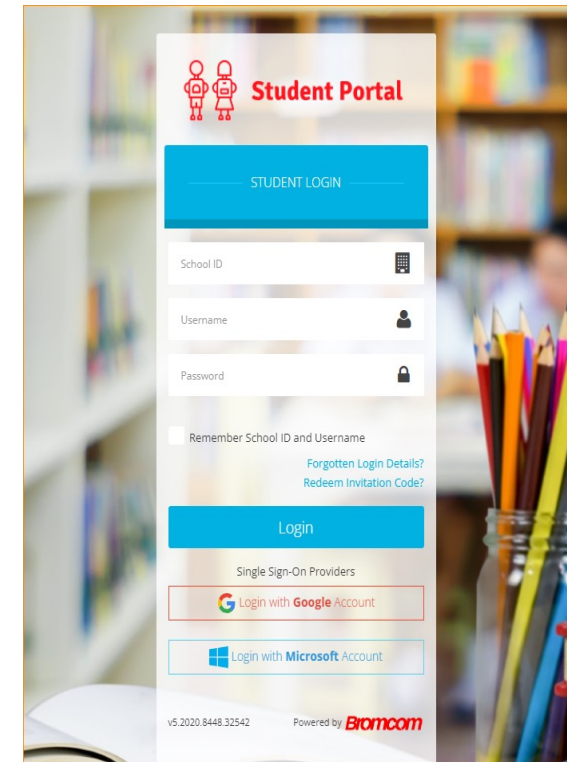 Student Portal
STUDENT LOGIN
School ID
Username
Password
Remember School ID and Username
Forgotten Login Details?
Redeem Invitation Code?
Login
Single Sign-On Providers
Login with Google Account
Login with Microsoft Account
v5.2020.8448.32542 Powered by Bromcom